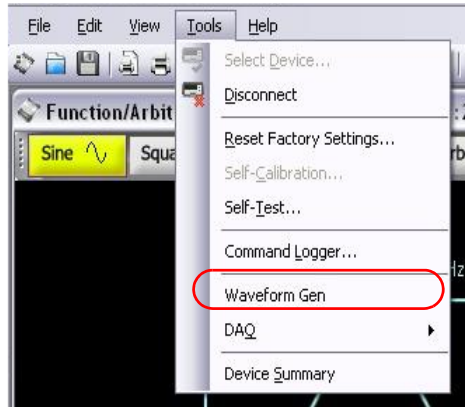 File Edit View Tools Help
Select Device...
Disconnect
Function/Arbit
Reset Factory Settings...
Sine Squa
Self-Calibration...
Self-Test...
Command Logger...
Hz
Waveform Gen
DAQ
Device Summary